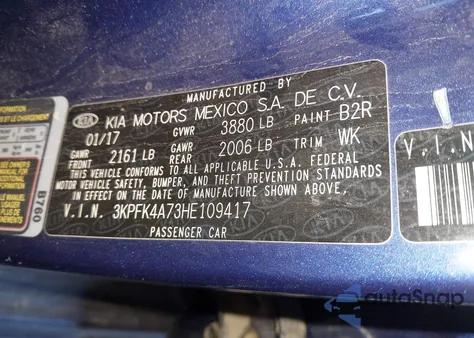 MANUFACTURED BY
KIA KIA MOTORS MEXICO S.A. DE C.V.
01/17 GVWR 3880 LB PAINT B2R
GAWR FRONT 2161 LB GAWR REAR 2006 LB TRIM WK
THIS VEHICLE CONFORMS TO ALL APPLICABLE U.S.A. FEDERAL
MOTOR VEHICLE SAFETY, BUMPER, AND THEFT PREVENTION STANDARDS
IN EFFECT ON THE DATE OF MANUFACTURE SHOWN ABOVE.
V.I.N. 3KPFK4A73HE109417
PASSENGER CAR
B760
V.I.N
autoSnap